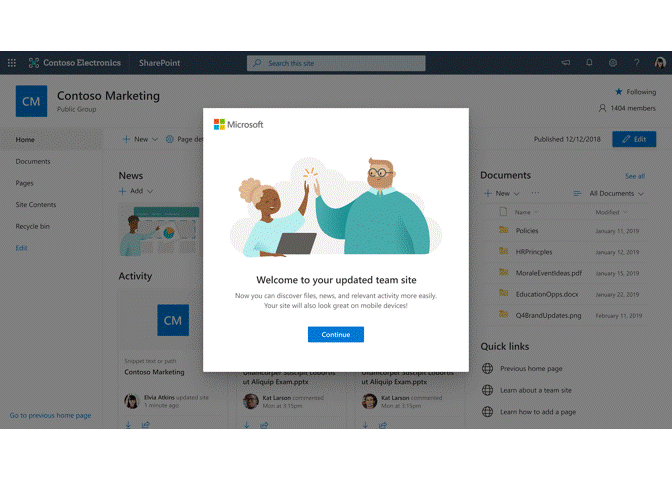 Contoso Electronics
SharePoint
Search this site
?
CM
Contoso Marketing
Public Group
Following
1404 members
Home
Documents
Pages
Site Contents
Recycle bin
Edit
Go to previous home page
New
Page de
Published 12/12/2018
Edit
News
Add
Activity
CM
Snippet text or path
Contoso Marketing
Elvia Atkins updated site
1 minute ago
ut Aliquip Exam.pptx
Kat Larson commented
Mon at 3:15pm
ut Aliquip Exam.pptx
Kat Larson commented
Mon at 3:15pm
Microsoft
Welcome to your updated team site
Now you can discover files, news, and relevant activity more easily.
Your site will also look great on mobile devices!
Continue
Documents
See all
New
···
All Documents
Name
Modified
Policies
January 11, 2019
HRPrincples
January 12, 2019
MoraleEventIdeas.pdf
January 15, 2019
EducationOpps.docx
January 22, 2019
Q4BrandUpdates.png
February 11, 2019
Quick links
Previous home page
Learn about a team site
Learn how to add a page